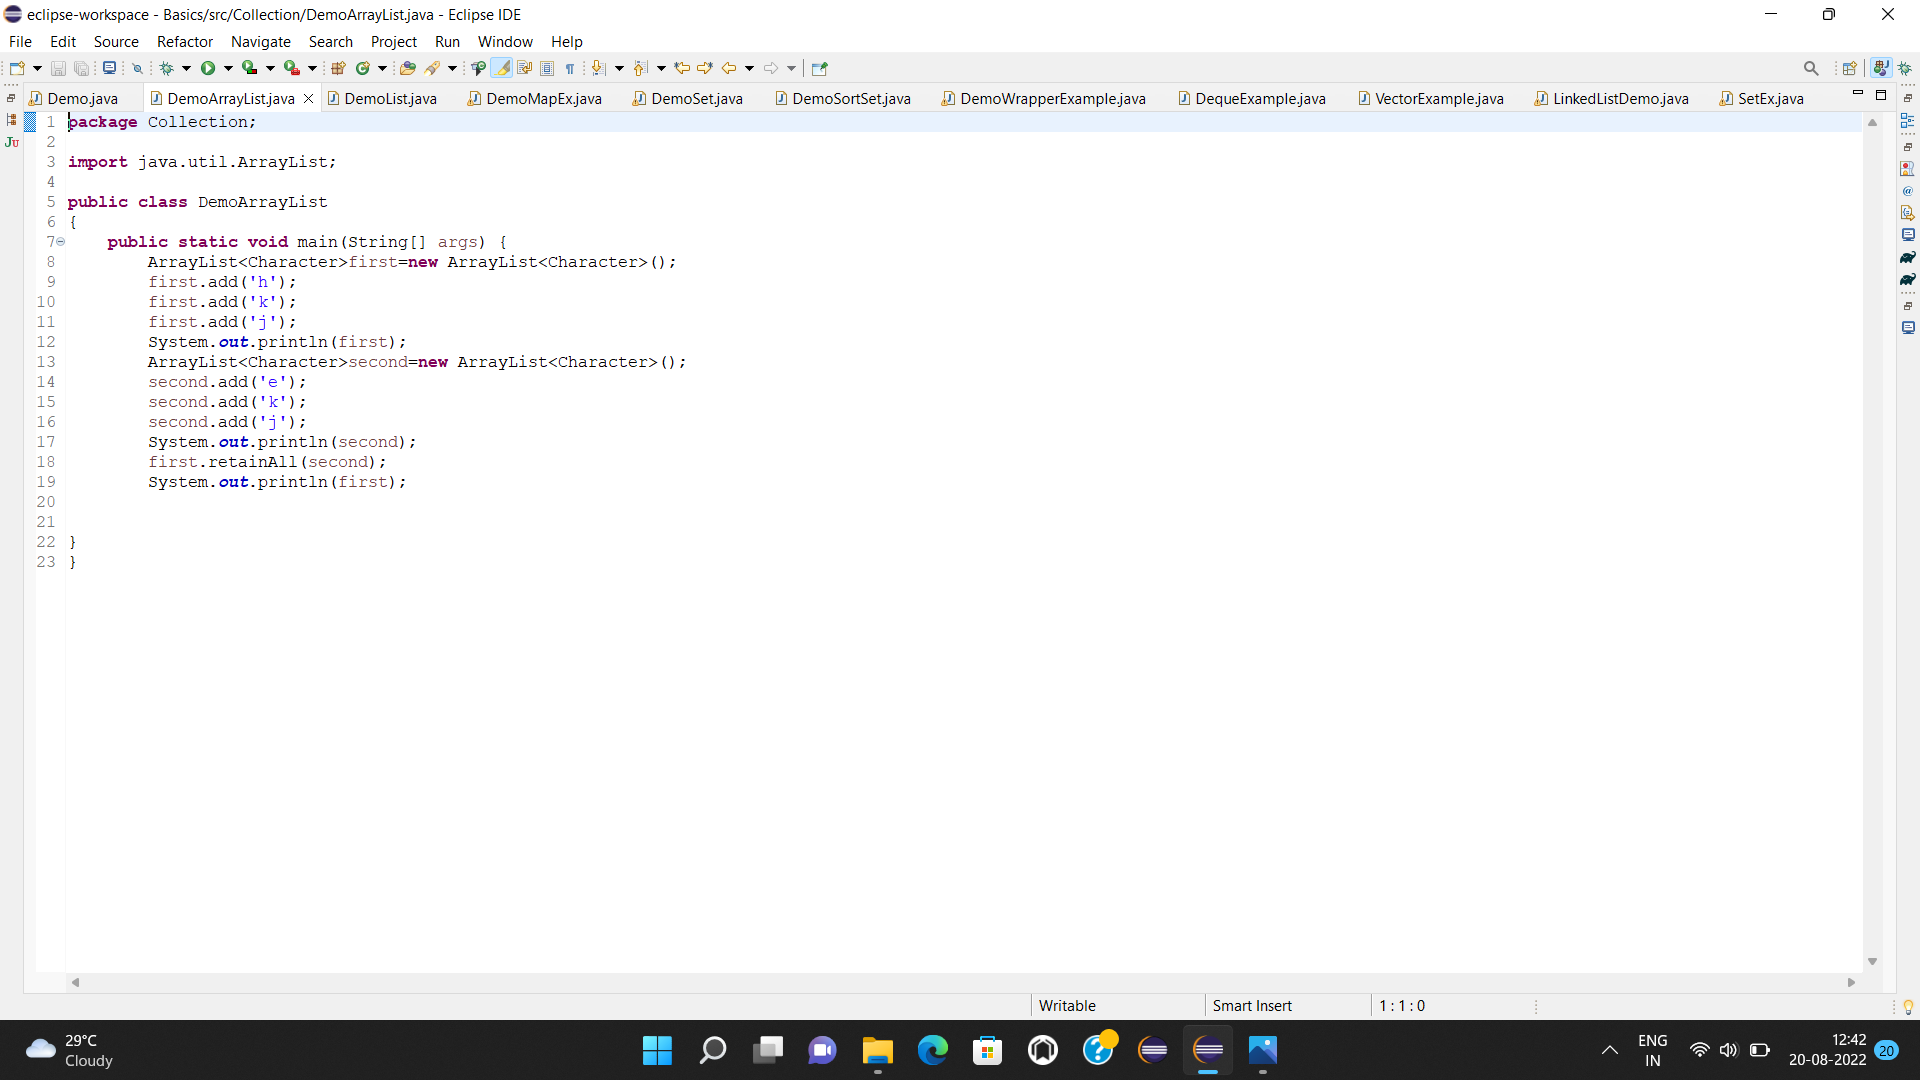 eclipse-workspace - Basics/src/Collection/DemoArrayList.java - Eclipse IDE
File Edit Source Refactor Navigate Search Project Run Window Help
Demo.java DemoArrayList.java DemoList.java DemoMapEx.java DemoSet.java DemoSortSet.java DemoWrapperExample.java DequeExample.java VectorExample.java LinkedListDemo.java SetEx.java
1 package Collection;
2
3 import java.util.ArrayList;
4
5 public class DemoArrayList
6 {
7 public static void main(String[] args) {
8 ArrayList<Character>first=new ArrayList<Character>();
9 first.add('h');
10 first.add('k');
11 first.add('j');
12 System.out.println(first);
13 ArrayList<Character>second=new ArrayList<Character>();
14 second.add('e');
15 second.add('k');
16 second.add('j');
17 System.out.println(second);
18 first.retainAll(second);
19 System.out.println(first);
20
21
22 }
23 }
Writable Smart Insert 1 : 1 : 0
29°C
Cloudy
ENG
IN
12:42
20-08-2022
20